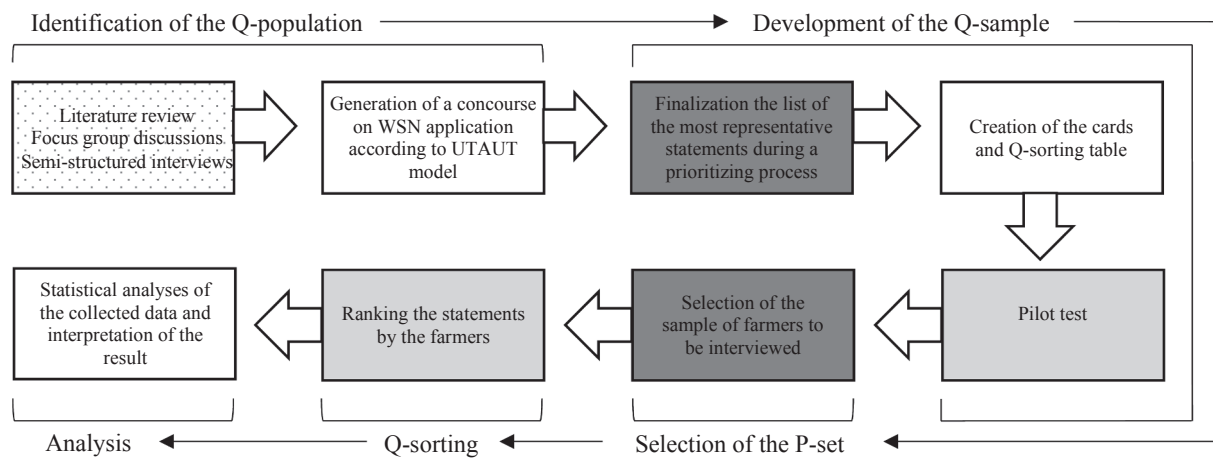 Identification of the Q-population
Development of the Q-sample
Literature review
Focus group discussions
Semi-structured interviews
Generation of a concourse
on WSN application
according to UTAUT
model
Finalization the list of
the most representative
statements during a
prioritizing process
Creation of the cards
and Q-sorting table
Pilot test
Selection of the
sample of farmers to
be interviewed
Ranking the statements
by the farmers
Statistical analyses of
the collected data and
interpretation of the
result
Selection of the P-set
Q-sorting
Analysis